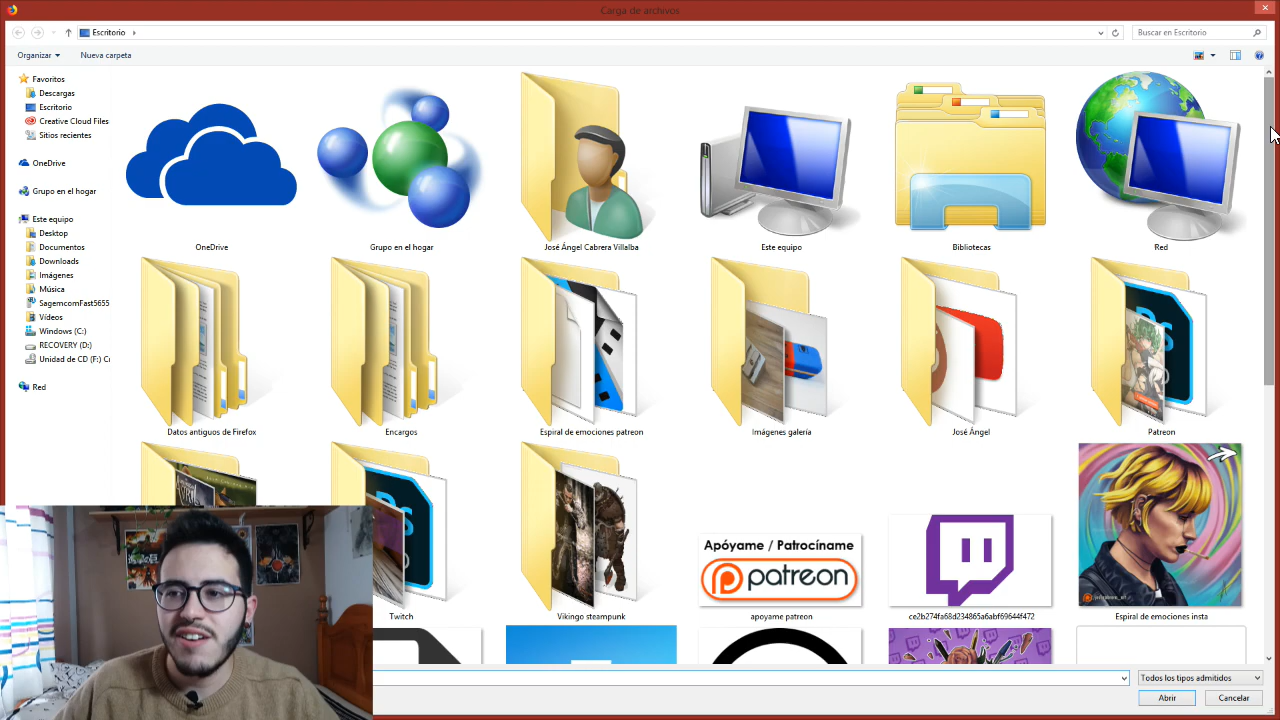 Carga de archivos
Escritorio
Buscar en Escritorio
Organizar
Nueva carpeta
Favoritos
Descargas
Escritorio
Creative Cloud Files
Sitios recientes
OneDrive
Grupo en el hogar
Este equipo
Desktop
Documentos
Downloads
Imágenes
Música
SagemcomFast5655
Vídeos
Windows (C:)
RECOVERY (D:)
Unidad de CD (F:) Cr
Red
OneDrive
Grupo en el hogar
José Ángel Cabrera Villalba
Este equipo
Bibliotecas
Red
Datos antiguos de Firefox
Encargos
Espiral de emociones patreon
Imágenes galería
José Ángel
Patreon
Ps
Ps
Apóyame / Patrocíname
patreon
Twitch
Vikingo steampunk
apoyame patreon
ce2b274fa68d234865a6abf69644f472
Espiral de emociones insta
Todos los tipos admitidos
Abrir
Cancelar